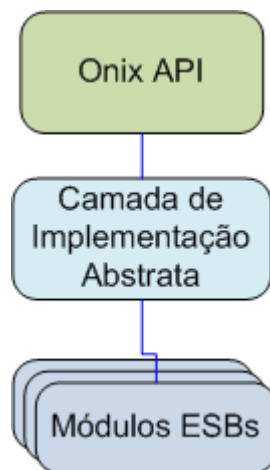 Onix API
Camada de
Implementação
Abstrata
Módulos ESBs